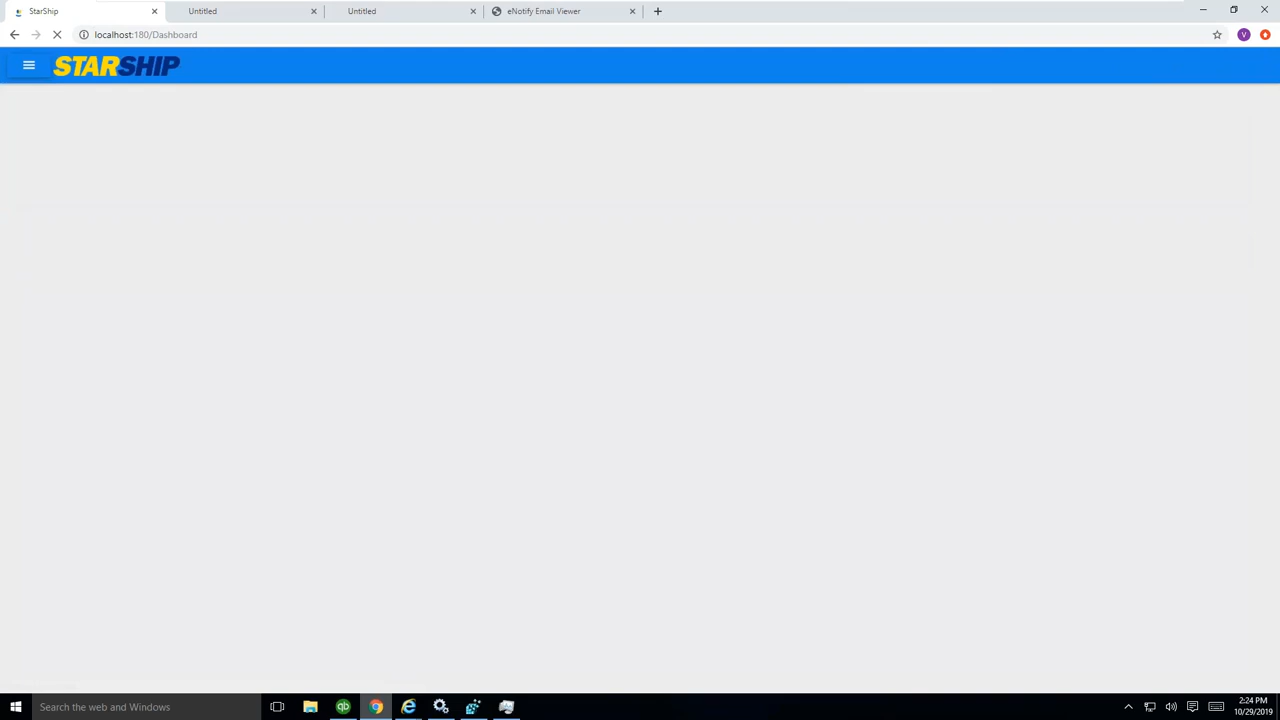 StarShip
Untitled
Untitled
eNotify Email Viewer
localhost:180/Dashboard
V
STARSHIP
qb
Search the web and Windows
2:24 PM
10/29/2019